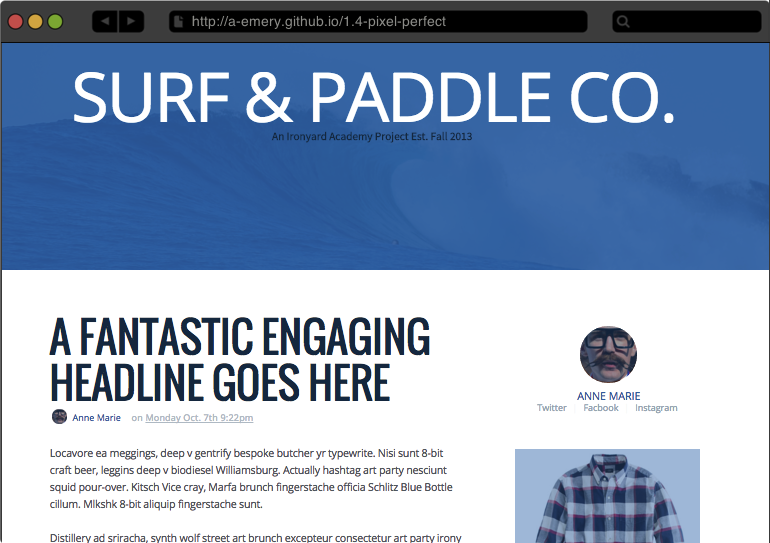 http://a-emery.github.io/1.4-pixel-perfect
SURF & PADDLE CO.
An Ironyard Academy Project Est. Fall 2013
A FANTASTIC ENGAGING
HEADLINE GOES HERE
Anne Marie on Monday Oct. 7th 9:22pm
Locavore ea meggings, deep v gentrify bespoke butcher yr typewrite. Nisi sunt 8-bit
craft beer, leggins deep v biodiesel Williamsburg. Actually hashtag art party nesciunt
squid pour-over. Kitsch Vice cray, Marfa brunch fingerstache officia Schlitz Blue Bottle
cillum. Mlkshk 8-bit aliquip fingerstache sunt.
Distillery ad sriracha, synth wolf street art brunch excepteur consectetur art party irony
ANNE MARIE
Twitter Facbook Instagram